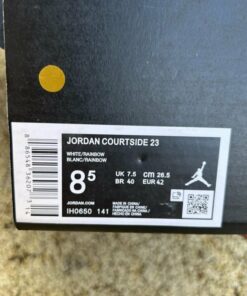 JORDAN COURTSIDE 23
WHITE/RAINBOW
BLANC/RAINBOW
8 5
UK 7.5 cm 26.5
BR 40 EUR 42
JORDAN.COM
IH0650 141
MADE IN CHINA